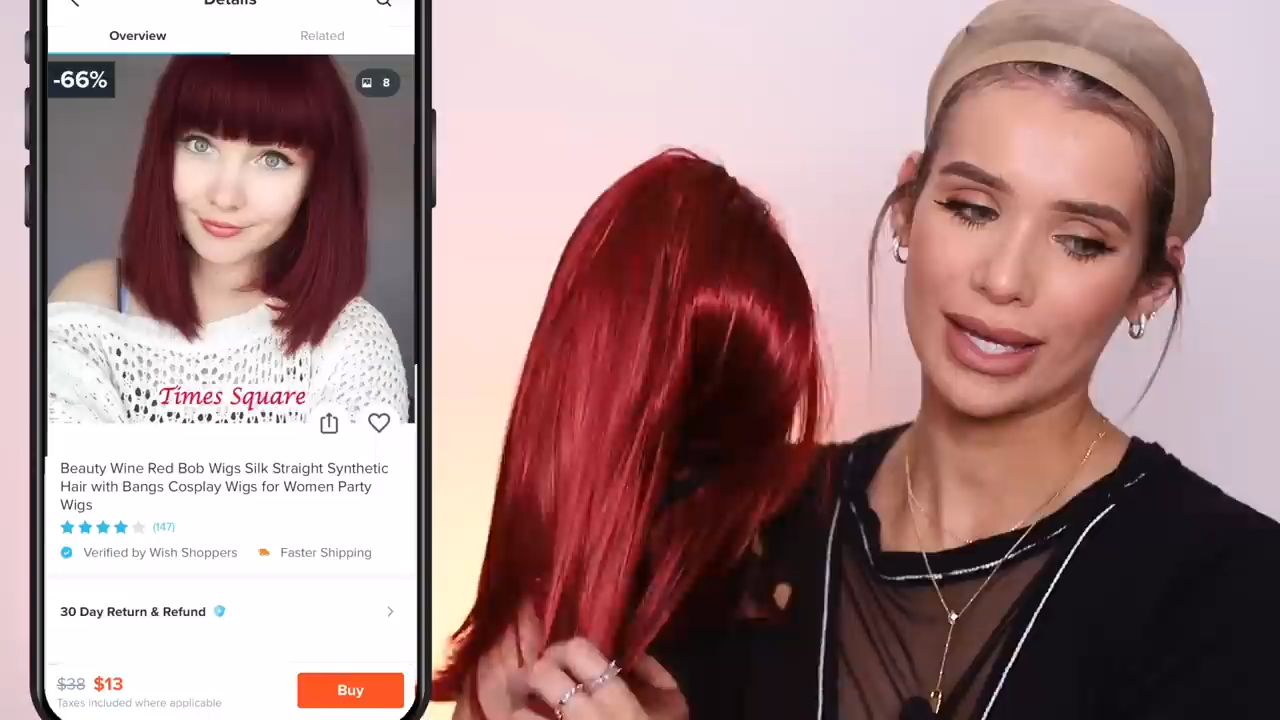 Details
Overview Related
-66%
8
Times Square
Beauty Wine Red Bob Wigs Silk Straight Synthetic
Hair with Bangs Cosplay Wigs for Women Party
Wigs
(147)
Verified by Wish Shoppers Faster Shipping
30 Day Return & Refund
$38 $13
Taxes included where applicable
Buy